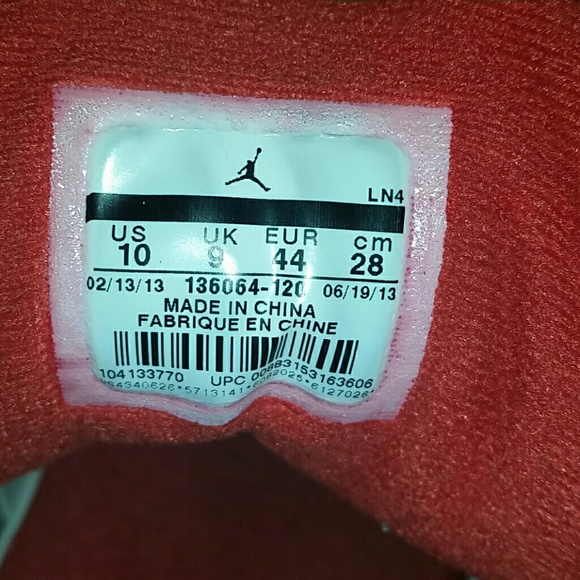 LN4
US UK EUR cm
10 9 44 28
02/13/13 136064-120 06/19/13
MADE IN CHINA
FABRIQUE EN CHINE
104133770 UPC 00883153163606